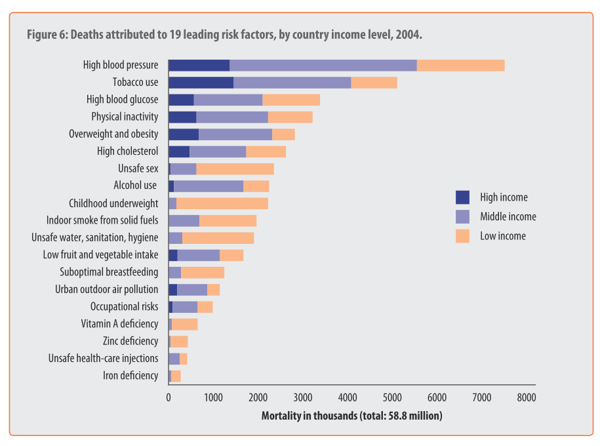 Figure 6: Deaths attributed to 19 leading risk factors, by country income level, 2004.
High blood pressure
Tobacco use
High blood glucose
Physical inactivity
Overweight and obesity
High cholesterol
Unsafe sex
Alcohol use
Childhood underweight
Indoor smoke from solid fuels
Unsafe water, sanitation, hygiene
Low fruit and vegetable intake
Suboptimal breastfeeding
Urban outdoor air pollution
Occupational risks
Vitamin A deficiency
Zinc deficiency
Unsafe health-care injections
Iron deficiency
High income
Middle income
Low income
0 1000 2000 3000 4000 5000 6000 7000 8000
Mortality in thousands (total: 58.8 million)